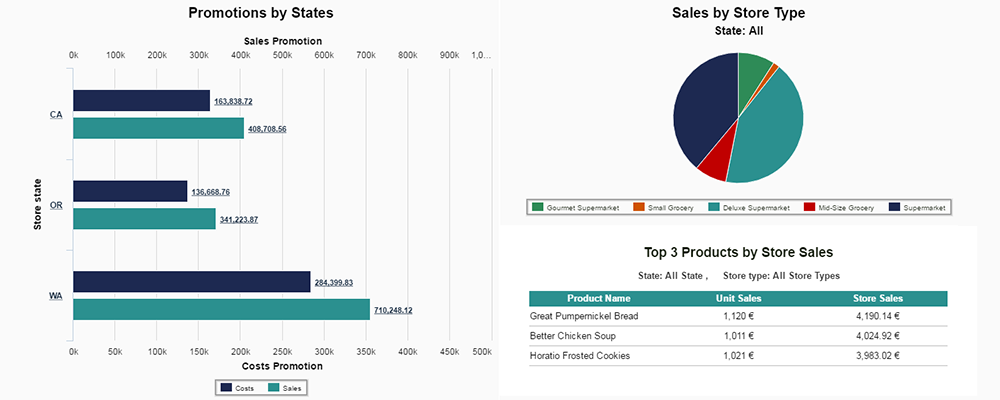 Promotions by States
Sales Promotion
0k 100k 200k 300k 400k 500k 600k 700k 800k 900k 1,0...
CA
163,838.72
408,708.56
OR
136,668.76
341,223.87
WA
284,399.83
710,248.12
Store state
0k 50k 100k 150k 200k 250k 300k 350k 400k 450k 500k
Costs Promotion
Costs Sales
Sales by Store Type
State: All
Gourmet Supermarket Small Grocery Deluxe Supermarket Mid-Size Grocery Supermarket
Top 3 Products by Store Sales
State: All State , Store type: All Store Types
Product Name Unit Sales Store Sales
Great Pumpernickel Bread 1,120 € 4,190.14 €
Better Chicken Soup 1,011 € 4,024.92 €
Horatio Frosted Cookies 1,021 € 3,983.02 €